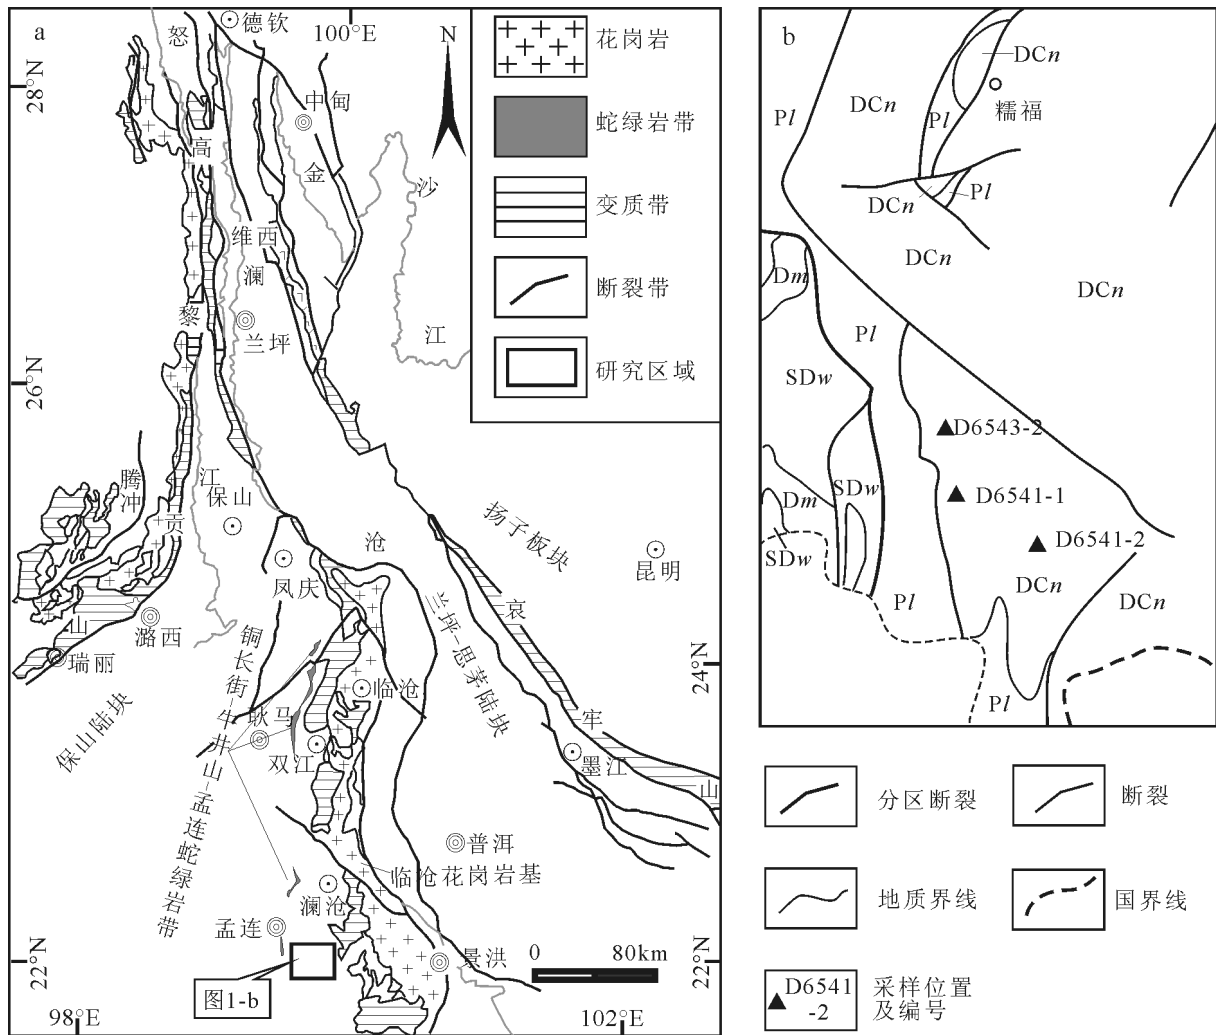 a
怒
德钦
100°E
N
28°N
中甸
高
金
沙
维西
澜
黎
兰坪
江
26°N
花岗岩
蛇绿岩带
变质带
断裂带
研究区域
腾冲
江
保山
贡
沧
扬子板块
昆明
凤庆
哀
兰坪-思茅陆块
山
潞西
瑞丽
铜长街-牛井山-孟连蛇绿岩带
临沧
24°N
保山陆块
耿马
双江
牢
墨江
山
普洱
临沧花岗岩基
澜沧
孟连
景洪
0 80km
22°N
22°N
图1-b
98°E
102°E
b
DCn
DCn
Pl
Pl
糯福
DCn
Pl
DCn
Dm
DCn
Pl
SDw
D6543-2
SDw
Dm
D6541-1
SDw
D6541-2
Pl
DCn
DCn
Pl
分区断裂
断裂
地质界线
国界线
D6541
-2
采样位置
及编号